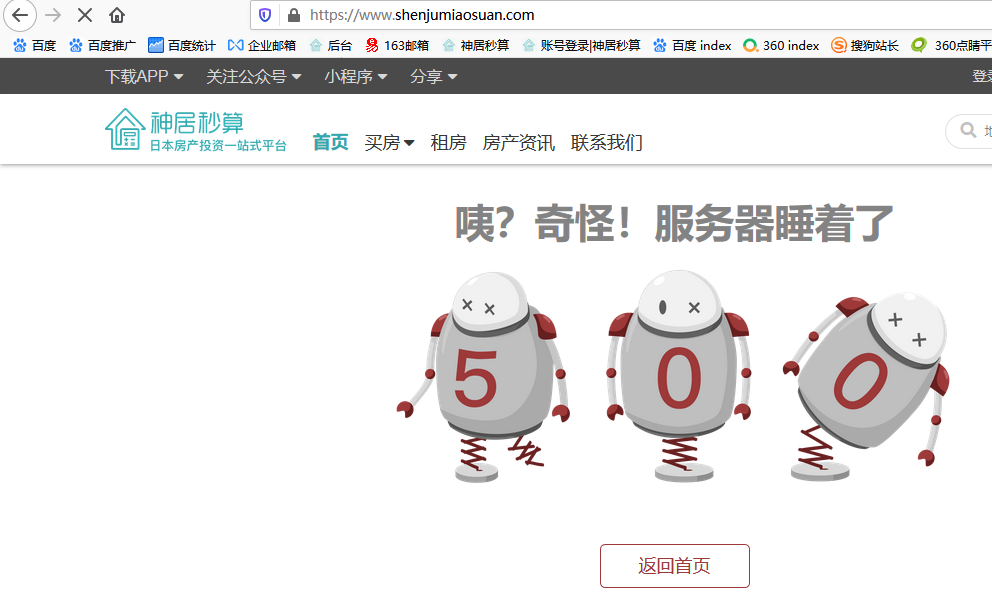 https://www.shenjumiaosuan.com
百度 百度推广 百度统计 企业邮箱 后台 163邮箱 神居秒算 账号登录|神居秒算 百度 index 360 index 搜狗站长 360点睛平
下载APP 关注公众号 小程序 分享 登录
神居秒算
日本房产投资一站式平台
首页 买房 租房 房产资讯 联系我们
咦？奇怪！服务器睡着了
5 0 0
返回首页